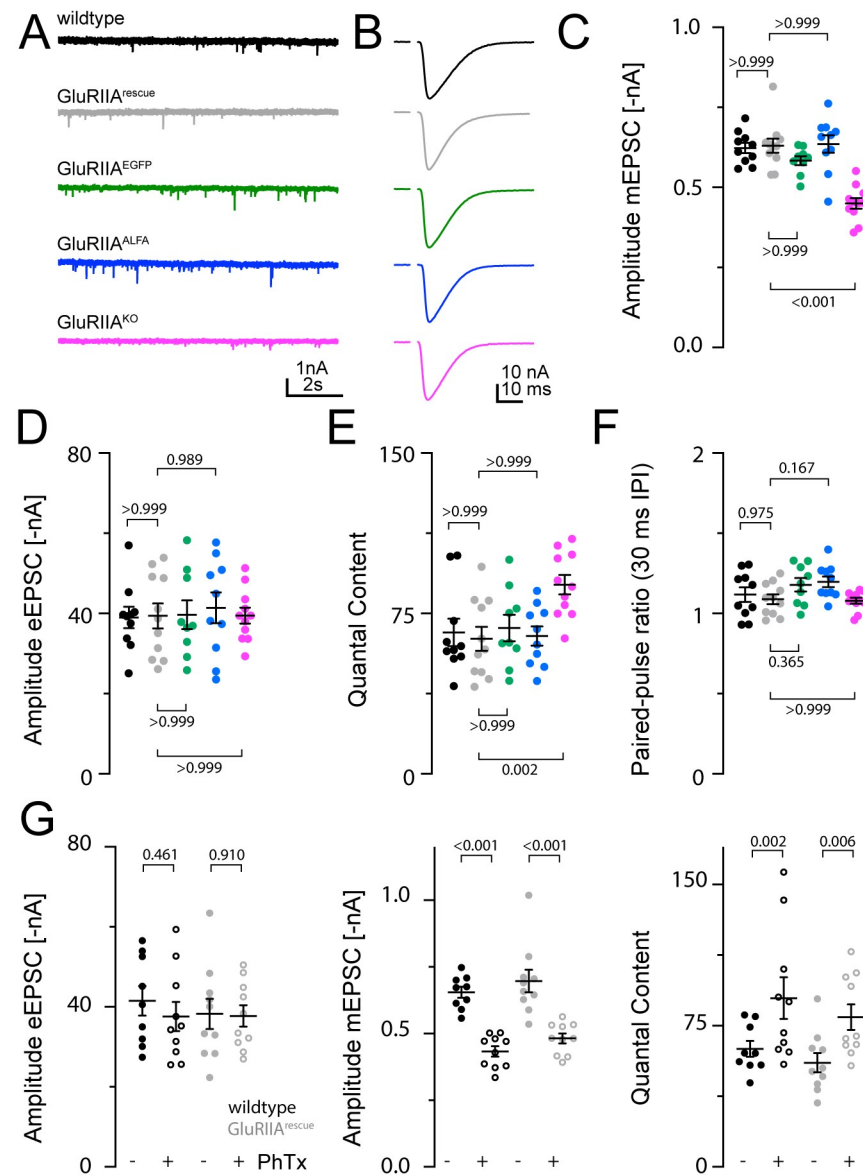 A
B
C
wildtype
GluRIIArescue
GluRIIAEGFP
GluRIIAALFA
GluRIIAKO
1nA
2s
10 nA
10 ms
Amplitude mEPSC [-nA]
1.0
0.5
0.0
>0.999
>0.999
>0.999
<0.001
D
E
F
Amplitude eEPSC [-nA]
80
40
0
0.989
>0.999
>0.999
>0.999
Quantal Content
150
75
0
>0.999
>0.999
>0.999
0.002
Paired-pulse ratio (30 ms IPI)
2
1
0
0.167
0.975
0.365
>0.999
G
Amplitude eEPSC [-nA]
80
40
0
0.461
0.910
wildtype
GluRIIArescue
- + - + PhTx
Amplitude mEPSC [-nA]
1.0
0.5
0.0
<0.001
<0.001
- + - +
Quantal Content
150
75
0
0.002
0.006
- + - +